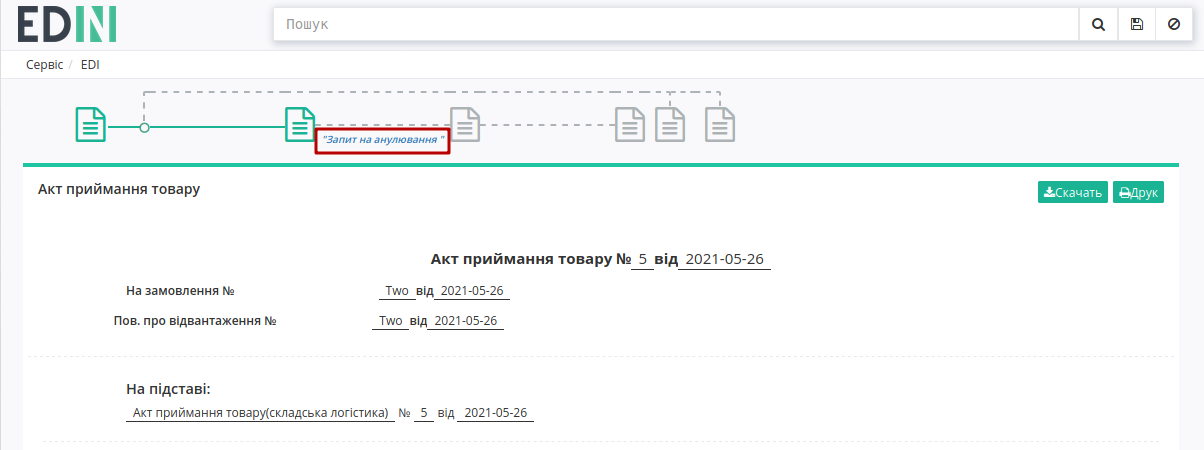 EDIN
Пошук
Сервіс / EDI
"Запит на анулювання "
Акт приймання товару
Скачать Друк
Акт приймання товару № 5 від 2021-05-26
На замовлення № Two від 2021-05-26
Пов. про відвантаження № Two від 2021-05-26
На підставі:
Акт приймання товару(складська логістика) № 5 від 2021-05-26